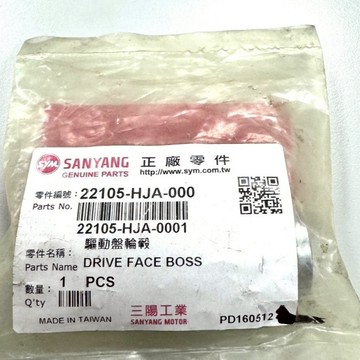 SYM SANYANG 正廠零件
GENUINE PARTS http://www.sym.com.tw
零件編號：22105-HJA-000
Parts No.
22105-HJA-0001
驅動盤輪轂
零件名稱：
Parts Name DRIVE FACE BOSS
數量：1 PCS
Q'ty
三陽工業
MADE IN TAIWAN SANYANG MOTOR PD160512